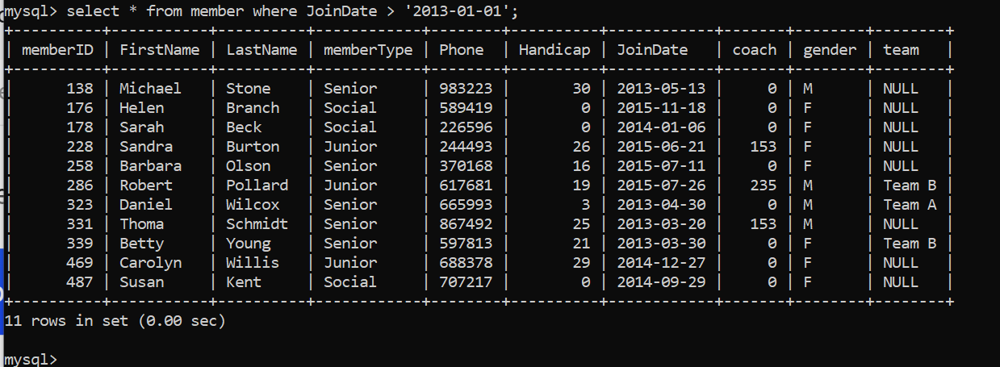 mysql> select * from member where JoinDate > '2013-01-01';
+----------+-----------+----------+------------+--------+----------+------------+-------+--------+--------+
| memberID | FirstName | LastName | memberType | Phone  | Handicap | JoinDate   | coach | gender | team   |
+----------+-----------+----------+------------+--------+----------+------------+-------+--------+--------+
|      138 | Michael   | Stone    | Senior     | 983223 |       30 | 2013-05-13 |     0 | M      | NULL   |
|      176 | Helen     | Branch   | Social     | 589419 |        0 | 2015-11-18 |     0 | F      | NULL   |
|      178 | Sarah     | Beck     | Social     | 226596 |        0 | 2014-01-06 |     0 | F      | NULL   |
|      228 | Sandra    | Burton   | Junior     | 244493 |       26 | 2015-06-21 |   153 | F      | NULL   |
|      258 | Barbara   | Olson    | Senior     | 370168 |       16 | 2015-07-11 |     0 | F      | NULL   |
|      286 | Robert    | Pollard  | Junior     | 617681 |       19 | 2015-07-26 |   235 | M      | Team B |
|      323 | Daniel    | Wilcox   | Senior     | 665993 |        3 | 2013-04-30 |     0 | M      | Team A |
|      331 | Thoma     | Schmidt  | Senior     | 867492 |       25 | 2013-03-20 |   153 | M      | NULL   |
|      339 | Betty     | Young    | Senior     | 597813 |       21 | 2013-03-30 |     0 | F      | Team B |
|      469 | Carolyn   | Willis   | Junior     | 688378 |       29 | 2014-12-27 |     0 | F      | NULL   |
|      487 | Susan     | Kent     | Social     | 707217 |        0 | 2014-09-29 |     0 | F      | NULL   |
+----------+-----------+----------+------------+--------+----------+------------+-------+--------+--------+
11 rows in set (0.00 sec)
mysql>